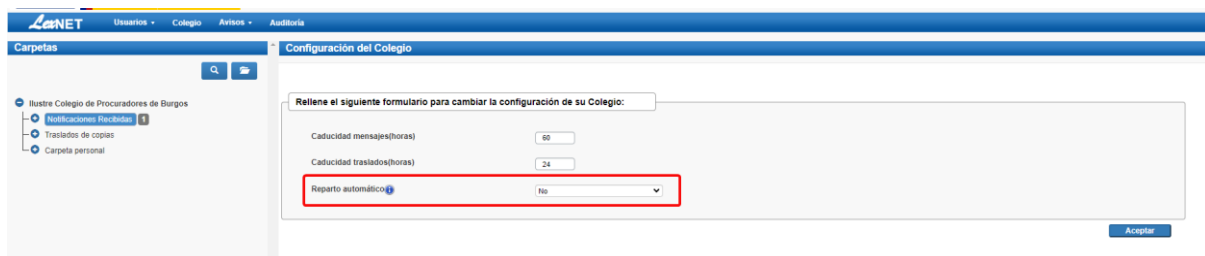 LexNET Usuarios Colegio Avisos Auditoría
Carpetas
Configuración del Colegio
Ilustre Colegio de Procuradores de Burgos
Notificaciones Recibidas 1
Traslados de copias
Carpeta personal
Rellene el siguiente formulario para cambiar la configuración de su Colegio:
Caducidad mensajes(horas) 60
Caducidad traslados(horas) 24
Reparto automático No
Aceptar